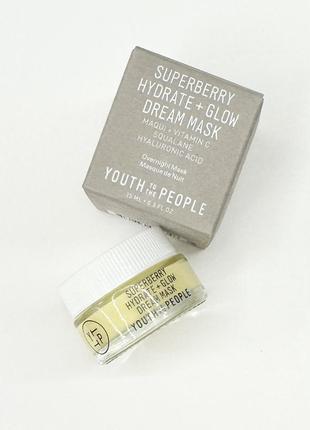 SUPERBERRY
HYDRATE + GLOW
DREAM MASK
MAQUI + VITAMIN C
SQUALANE
HYALURONIC ACID
Overnight Mask
Masque de Nuit
YOUTH TO THE PEOPLE
15 ML • 0.5 FL OZ
SUPERBERRY
HYDRATE + GLOW
DREAM MASK
YOUTH TO THE PEOPLE
YTTP